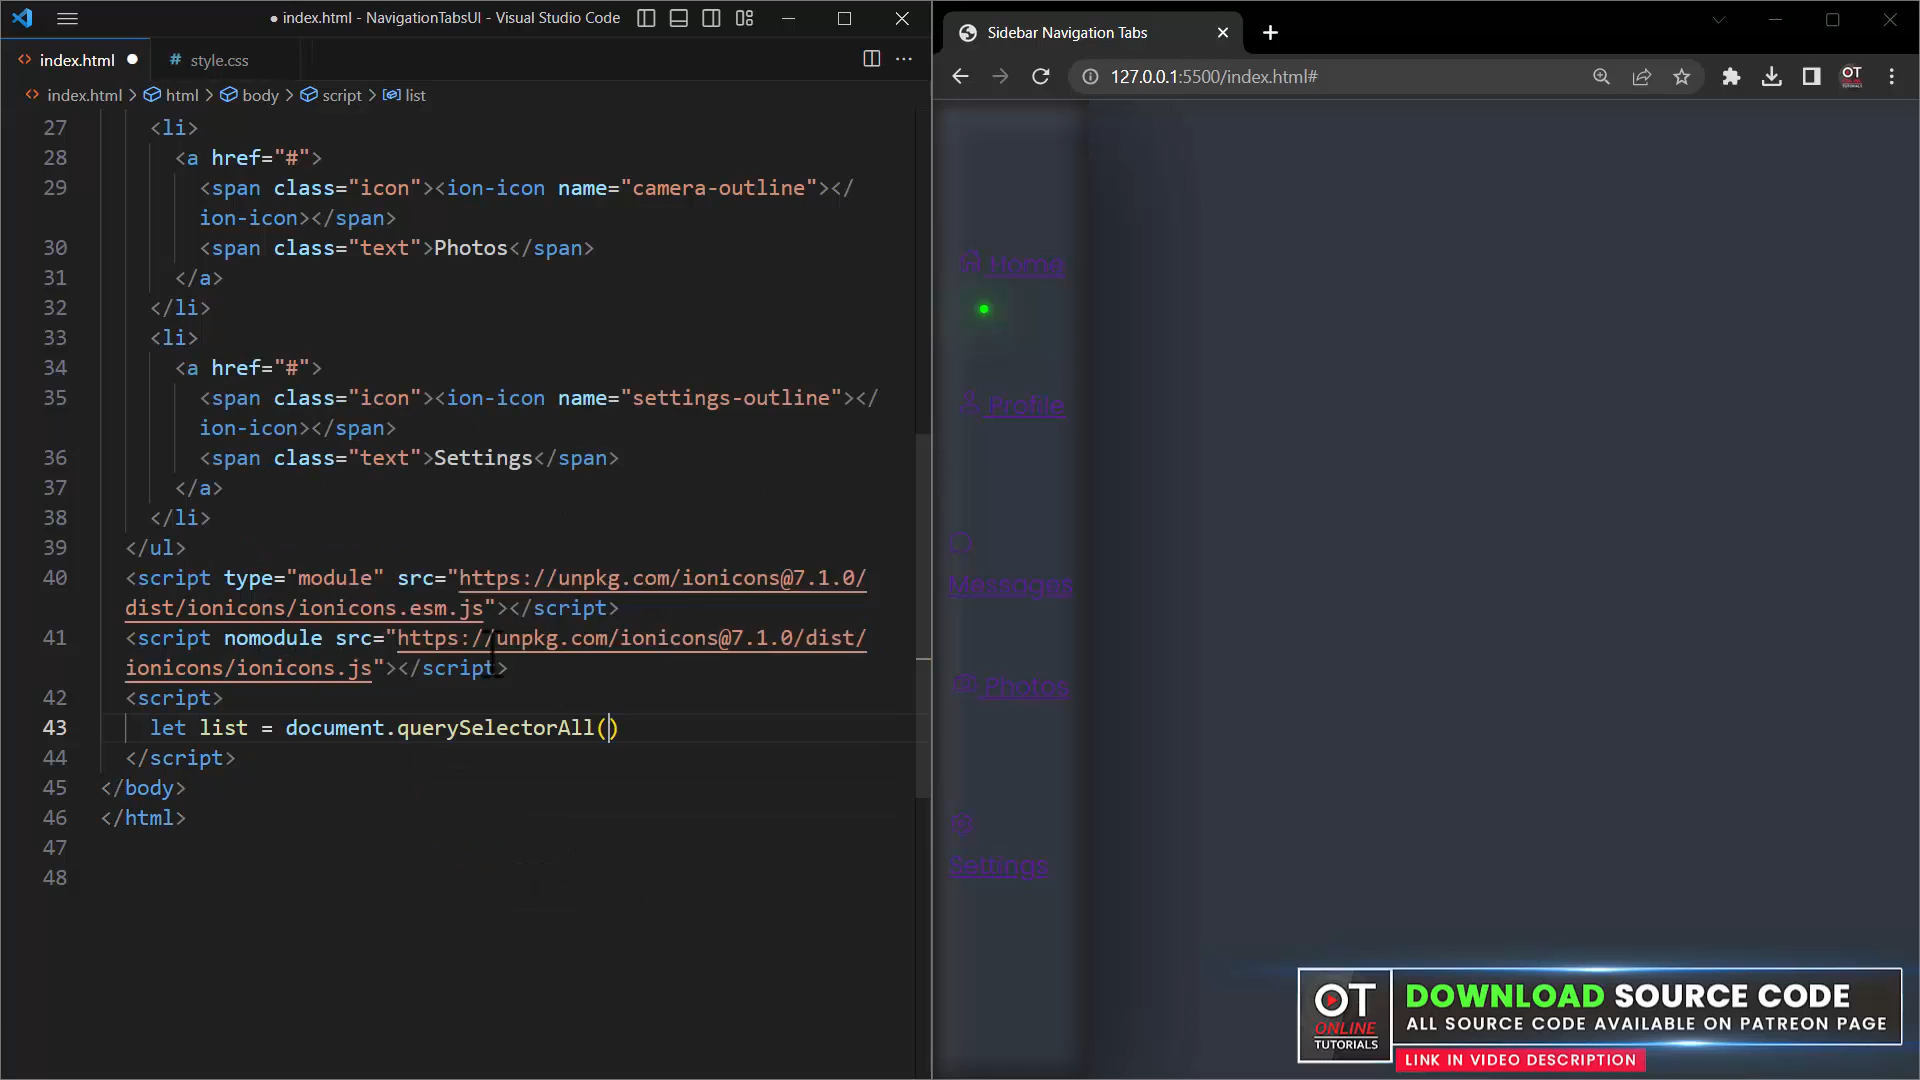 index.html - NavigationTabsUI - Visual Studio Code
index.html
# style.css
index.html > html > body > script > list
27 <li>
28 <a href="#">
29 <span class="icon"><ion-icon name="camera-outline"></
ion-icon></span>
30 <span class="text">Photos</span>
31 </a>
32 </li>
33 <li>
34 <a href="#">
35 <span class="icon"><ion-icon name="settings-outline"></
ion-icon></span>
36 <span class="text">Settings</span>
37 </a>
38 </li>
39 </ul>
40 <script type="module" src="https://unpkg.com/ionicons@7.1.0/
dist/ionicons/ionicons.esm.js"></script>
41 <script nomodule src="https://unpkg.com/ionicons@7.1.0/dist/
ionicons/ionicons.js"></script>
42 <script>
43 let list = document.querySelectorAll()
44 </script>
45 </body>
46 </html>
47
48
Sidebar Navigation Tabs
127.0.0.1:5500/index.html#
OT
Home
Profile
Messages
Photos
Settings
OT
ONLINE
TUTORIALS
DOWNLOAD SOURCE CODE
ALL SOURCE CODE AVAILABLE ON PATREON PAGE
LINK IN VIDEO DESCRIPTION